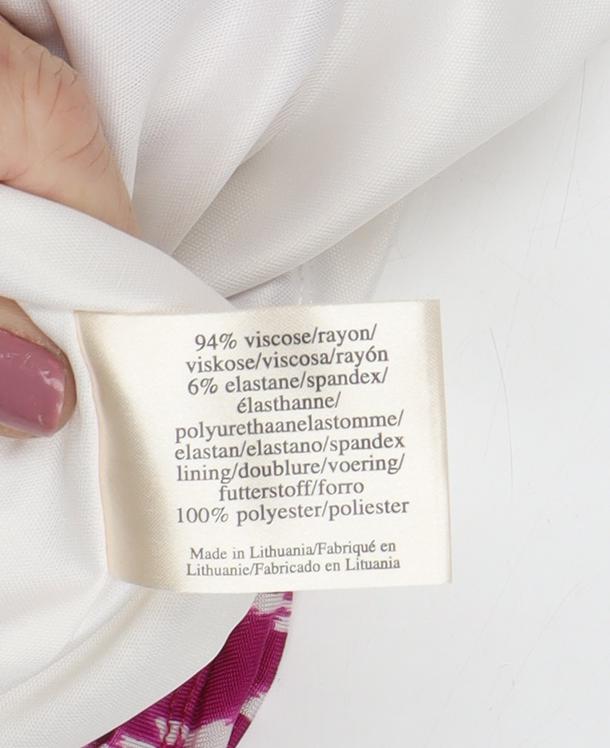 94% viscose/rayon/
viskose/viscosa/rayón
6% elastane/spandex/
élasthanne/
polyurethaanelastomme/
elastan/elastano/spandex
lining/doublure/voering/
futterstoff/forro
100% polyester/poliester
Made in Lithuania/Fabriqué en
Lithuanie/Fabricado en Lituania